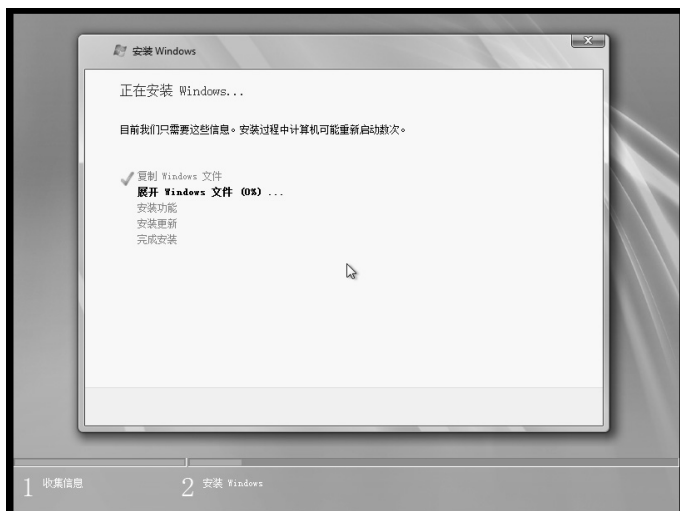 安装 Windows
正在安装 Windows...
目前我们只需要这些信息。安装过程中计算机可能重新启动数次。
复制 Windows 文件
展开 Windows 文件 (0%) ...
安装功能
安装更新
完成安装
1 收集信息
2 安装 Windows